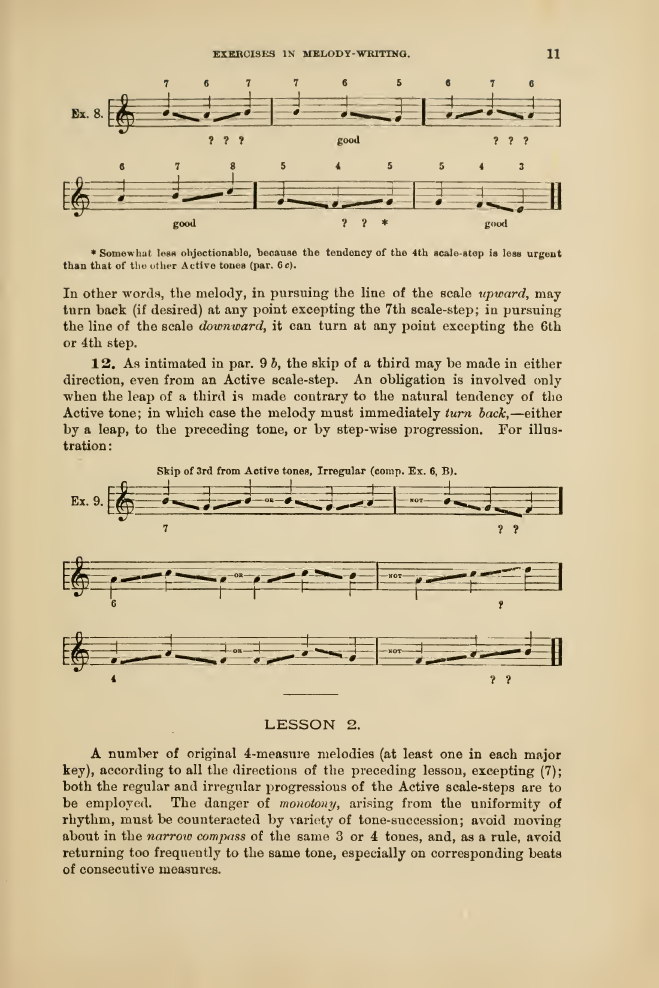 EXERCISES IN MELODY-WRITING. 11
7 6 7 7 6 5 6 7 6
Ex. 8.
? ? ? good ? ? ?
6 7 8 5 4 5 5 4 3
good ? ? * good
* Somewhat less objectionable, because the tendency of the 4th scale-step is less urgent
than that of the other Active tones (par. 6 c).
In other words, the melody, in pursuing the line of the scale upward, may
turn back (if desired) at any point excepting the 7th scale-step; in pursuing
the line of the scale downward, it can turn at any point excepting the 6th
or 4th step.
12. As intimated in par. 9 b, the skip of a third may be made in either
direction, even from an Active scale-step. An obligation is involved only
when the leap of a third is made contrary to the natural tendency of the
Active tone; in which case the melody must immediately turn back,—either
by a leap, to the preceding tone, or by step-wise progression. For illus-
tration:
Skip of 3rd from Active tones, Irregular (comp. Ex. 6, B).
Ex. 9. OR NOT
7 ? ?
OR NOT
6 ?
OR NOT
4 ? ?
LESSON 2.
A number of original 4-measure melodies (at least one in each major
key), according to all the directions of the preceding lesson, excepting (7);
both the regular and irregular progressions of the Active scale-steps are to
be employed. The danger of monotony, arising from the uniformity of
rhythm, must be counteracted by variety of tone-succession; avoid moving
about in the narrow compass of the same 3 or 4 tones, and, as a rule, avoid
returning too frequently to the same tone, especially on corresponding beats
of consecutive measures.